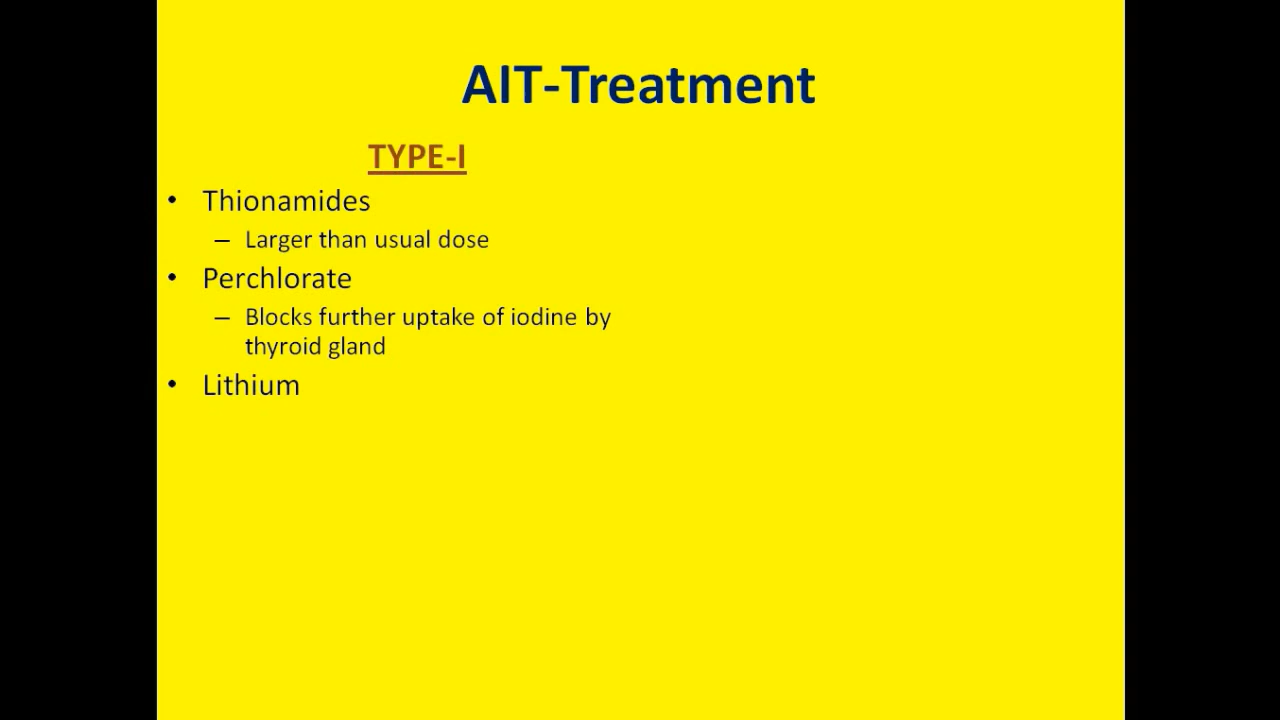 AIT-Treatment
TYPE-I
• Thionamides
– Larger than usual dose
• Perchlorate
– Blocks further uptake of iodine by
thyroid gland
• Lithium